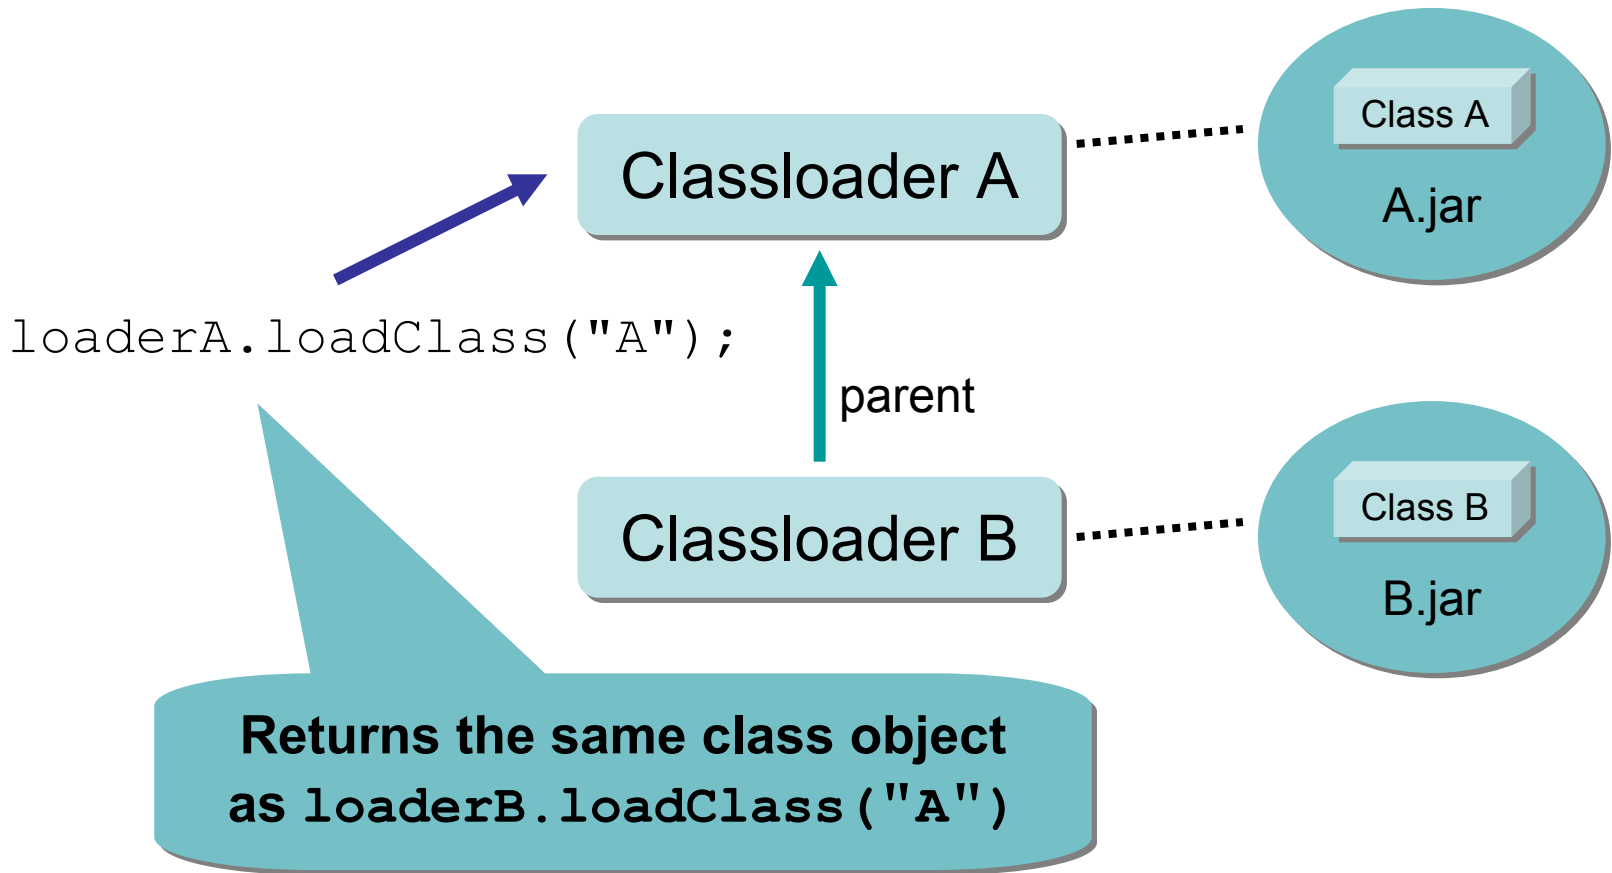 Class A
Classloader A
A.jar
loaderA.loadClass("A");
parent
Class B
Classloader B
B.jar
Returns the same class object
as loaderB.loadClass("A")